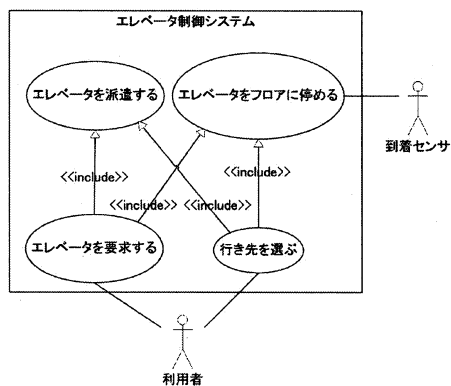 エレベータ制御システム
エレベータを派遣する
エレベータをフロアに停める
到着センサ
<<include>>
<<include>>
<<include>>
<<include>>
エレベータを要求する
行き先を選ぶ
利用者